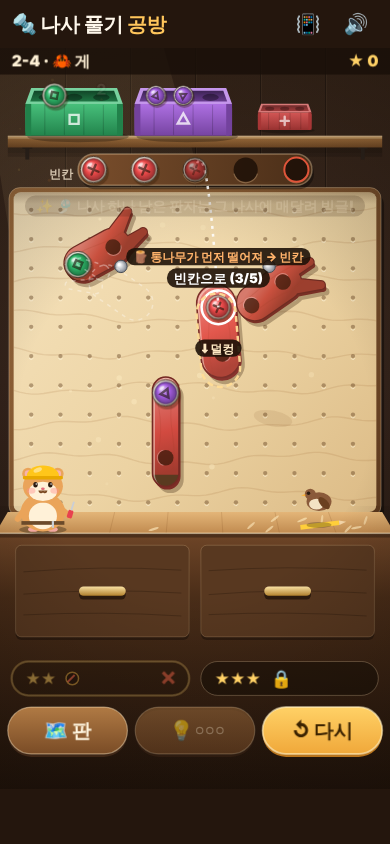 나사 풀기 공방
2-4 · 게
★ 0
빈칸
통나무가 먼저 떨어져 → 빈칸
빈칸으로 (3/5)
⬇덜컹
★★
★★★
판
다시